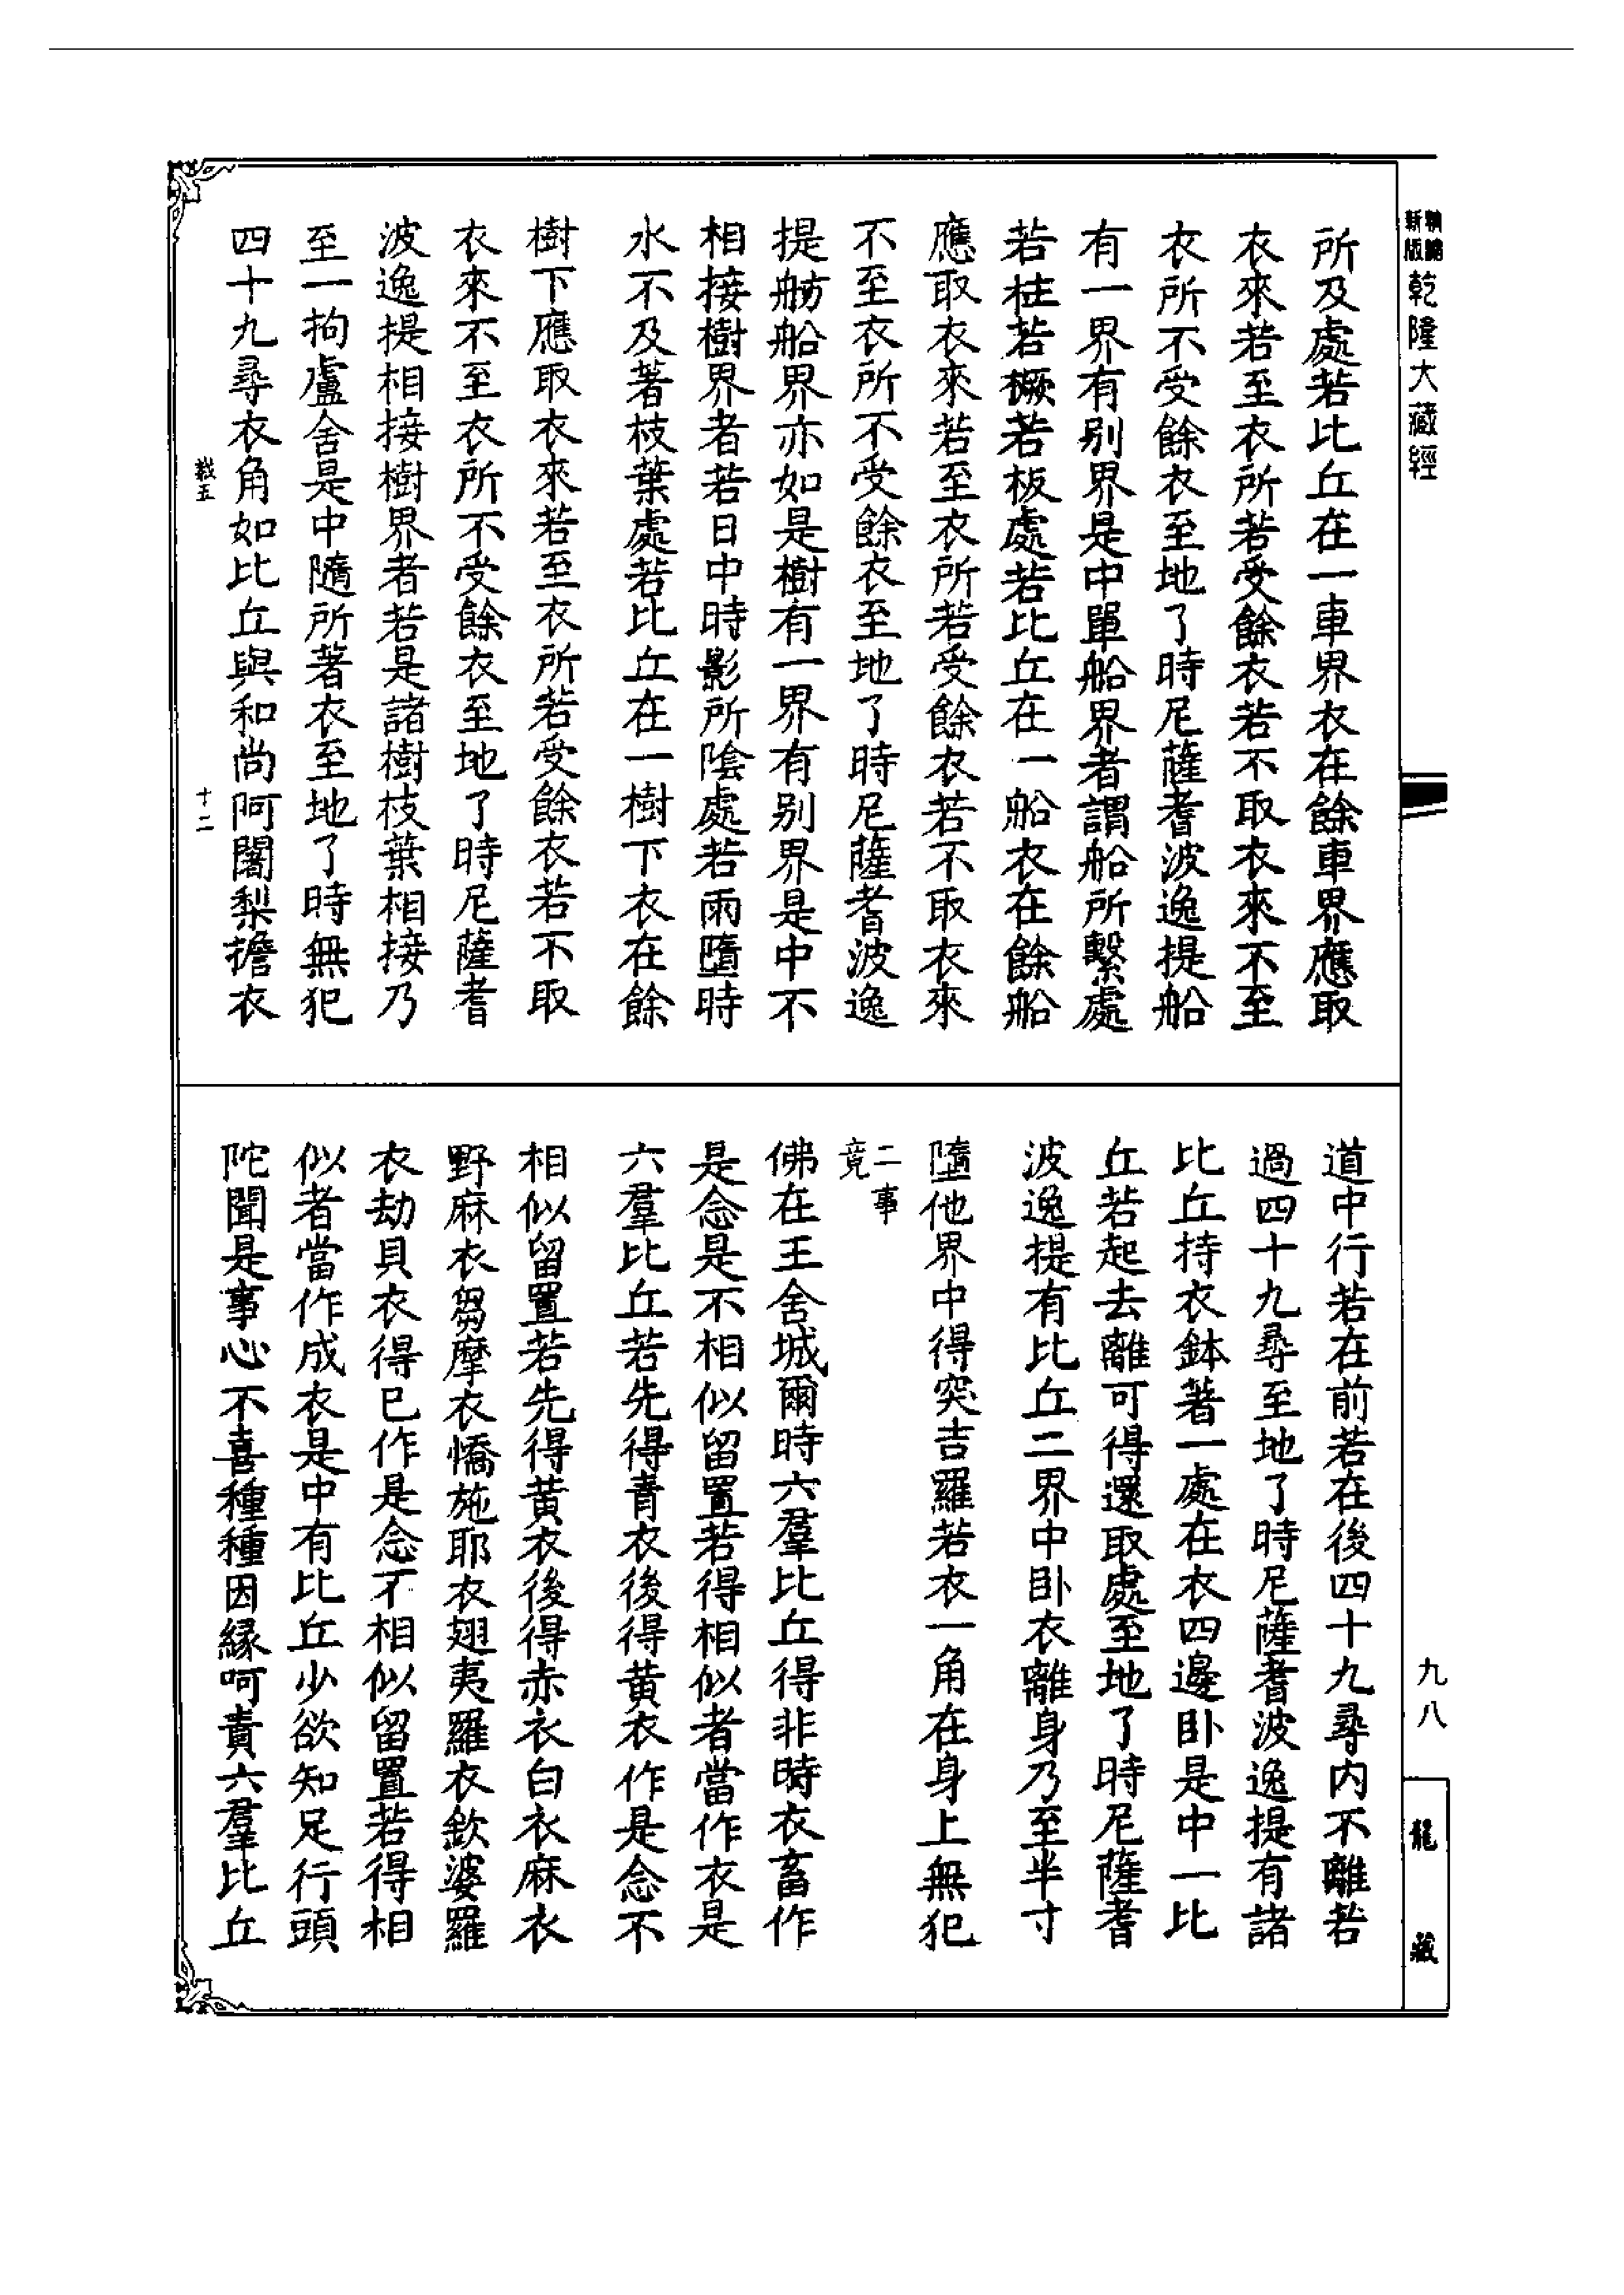 新編
新版
乾隆大藏經
所及處若比丘在一車界衣在餘車界應取
衣來若至衣所若受餘衣若不取衣來不至
衣所不受餘衣至地了時尼薩耆波逸提船
有一界有别界是中單船界者謂船所繫處
若柱若橛若板處若比丘在一船衣在餘船
應取衣來若至衣所若受餘衣若不取衣來
不至衣所不受餘衣至地了時尼薩耆波逸
提舫船界亦如是樹有一界有别界是中不
相接樹界者若日中時影所陰處若雨墮時
水不及著枝葉處若比丘在一樹下衣在餘
樹下應取衣來若至衣所若受餘衣若不取
衣來不至衣所不受餘衣至地了時尼薩耆
波逸提相接樹界者若是諸樹枝葉相接乃
至一拘盧舍是中隨所著衣至地了時無犯
四十九尋衣角如比丘與和尚阿闍梨擔衣
十二
道中行若在前若在後四十九尋内不離若
過四十九尋至地了時尼薩耆波逸提有諸
比丘持衣鉢著一處在衣四邊卧是中一比
丘若起去離可得還取處至地了時尼薩耆
波逸提有比丘二界中卧衣離身乃至半寸
墮他界中得突吉羅若衣一角在身上無犯
二事
竟
佛在王舍城爾時六羣比丘得非時衣畜作
是念是不相似留置若得相似者當作衣是
六羣比丘若先得青衣後得黄衣作是念不
相似留置若先得黄衣後得赤衣白衣麻衣
野麻衣芻摩衣憍施耶衣翅夷羅衣欽婆羅
衣劫貝衣得已作是念不相似留置若得相
似者當作成衣是中有比丘少欲知足行頭
陀聞是事心不喜種種因緣呵責六羣比丘
九八
龍藏